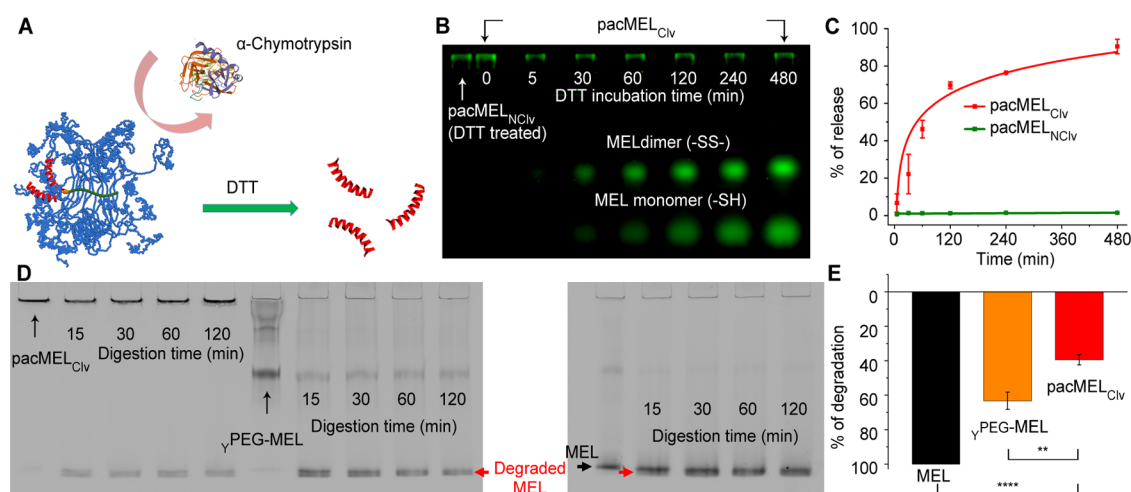 A
α-Chymotrypsin
DTT
B
pacMELClv
0 5 30 60 120 240 480
DTT incubation time (min)
pacMELNClv
(DTT treated)
MELdimer (-SS-)
MEL monomer (-SH)
C
% of release
100
80
60
40
20
0
pacMELClv
pacMELNClv
0 120 240 360 480
Time (min)
D
15 30 60 120
Digestion time (min)
pacMELClv
YPEG-MEL
15 30 60 120
Digestion time (min)
Degraded
MEL
MEL
15 30 60 120
Digestion time (min)
E
% of degradation
0
20
40
60
80
100
MEL
YPEG-MEL
pacMELClv
**
****